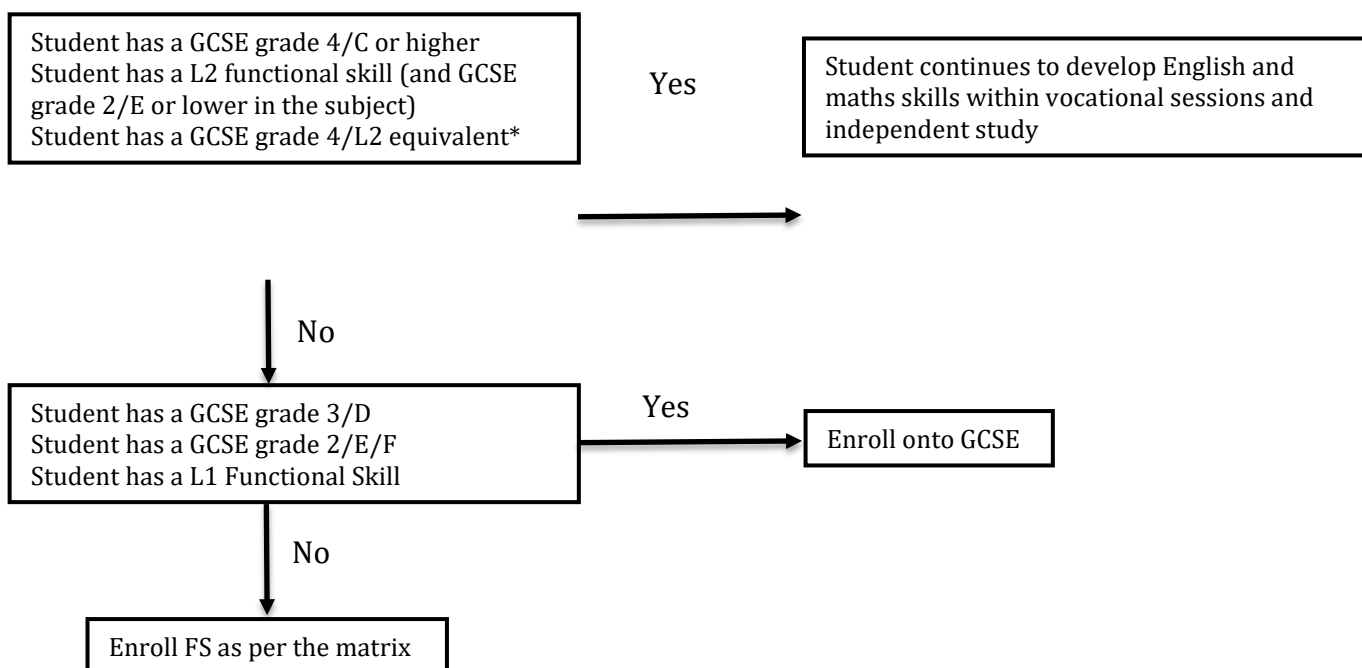 Student has a GCSE grade 4/C or higher
Student has a L2 functional skill (and GCSE
grade 2/E or lower in the subject)
Student has a GCSE grade 4/L2 equivalent*
Yes
Student continues to develop English and
maths skills within vocational sessions and
independent study
No
Student has a GCSE grade 3/D
Student has a GCSE grade 2/E/F
Student has a L1 Functional Skill
Yes
Enroll onto GCSE
No
Enroll FS as per the matrix